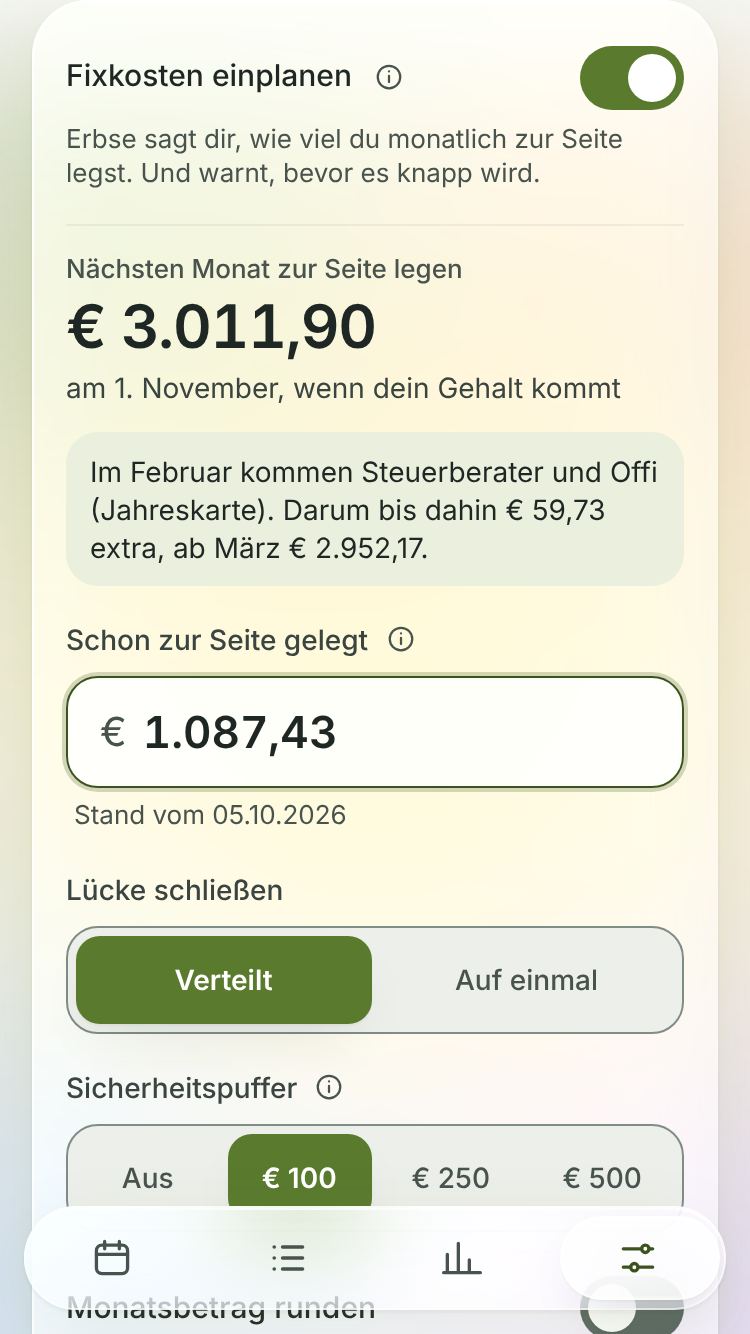 Fixkosten einplanen
Erbse sagt dir, wie viel du monatlich zur Seite
legst. Und warnt, bevor es knapp wird.
Nächsten Monat zur Seite legen
€ 3.011,90
am 1. November, wenn dein Gehalt kommt
Im Februar kommen Steuerberater und Offi
(Jahreskarte). Darum bis dahin € 59,73
extra, ab März € 2.952,17.
Schon zur Seite gelegt
€ 1.087,43
Stand vom 05.10.2026
Lücke schließen
Verteilt Auf einmal
Sicherheitspuffer
Aus € 100 € 250 € 500
Monatsbetrag runden